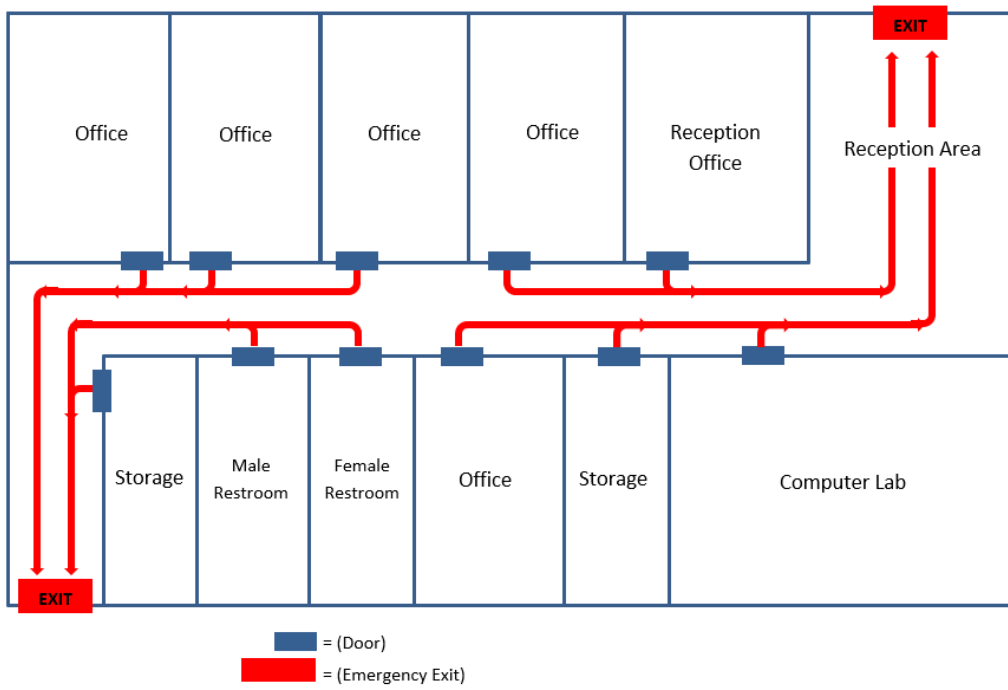 EXIT
Office
Office
Office
Office
Reception
Office
Reception Area
Storage
Male
Restroom
Female
Restroom
Office
Storage
Computer Lab
EXIT
= (Door)
= (Emergency Exit)